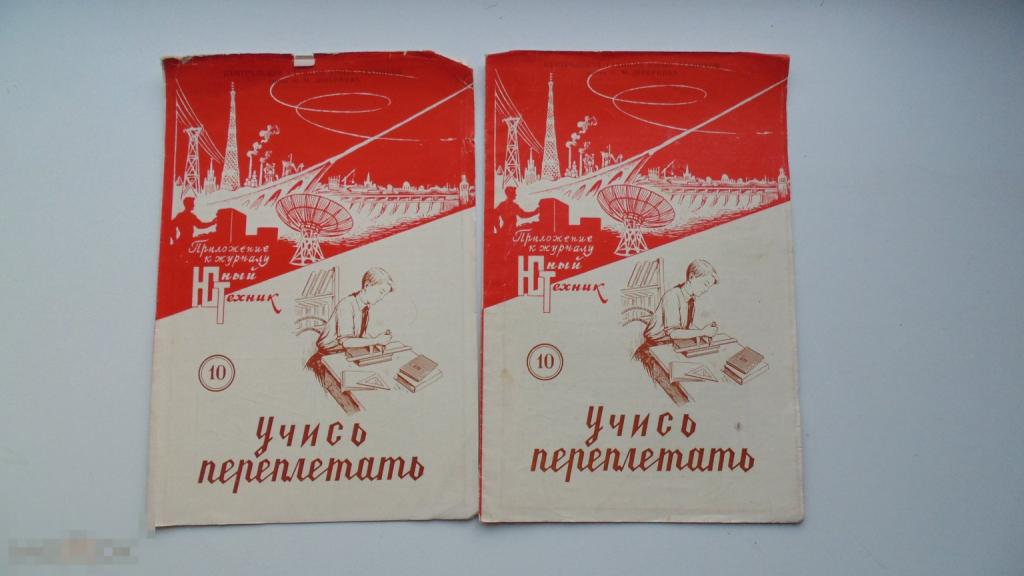 Приложение
к журналу
Юный
Техник
10
Учись
переплетать
Приложение
к журналу
Юный
Техник
10
Учись
переплетать